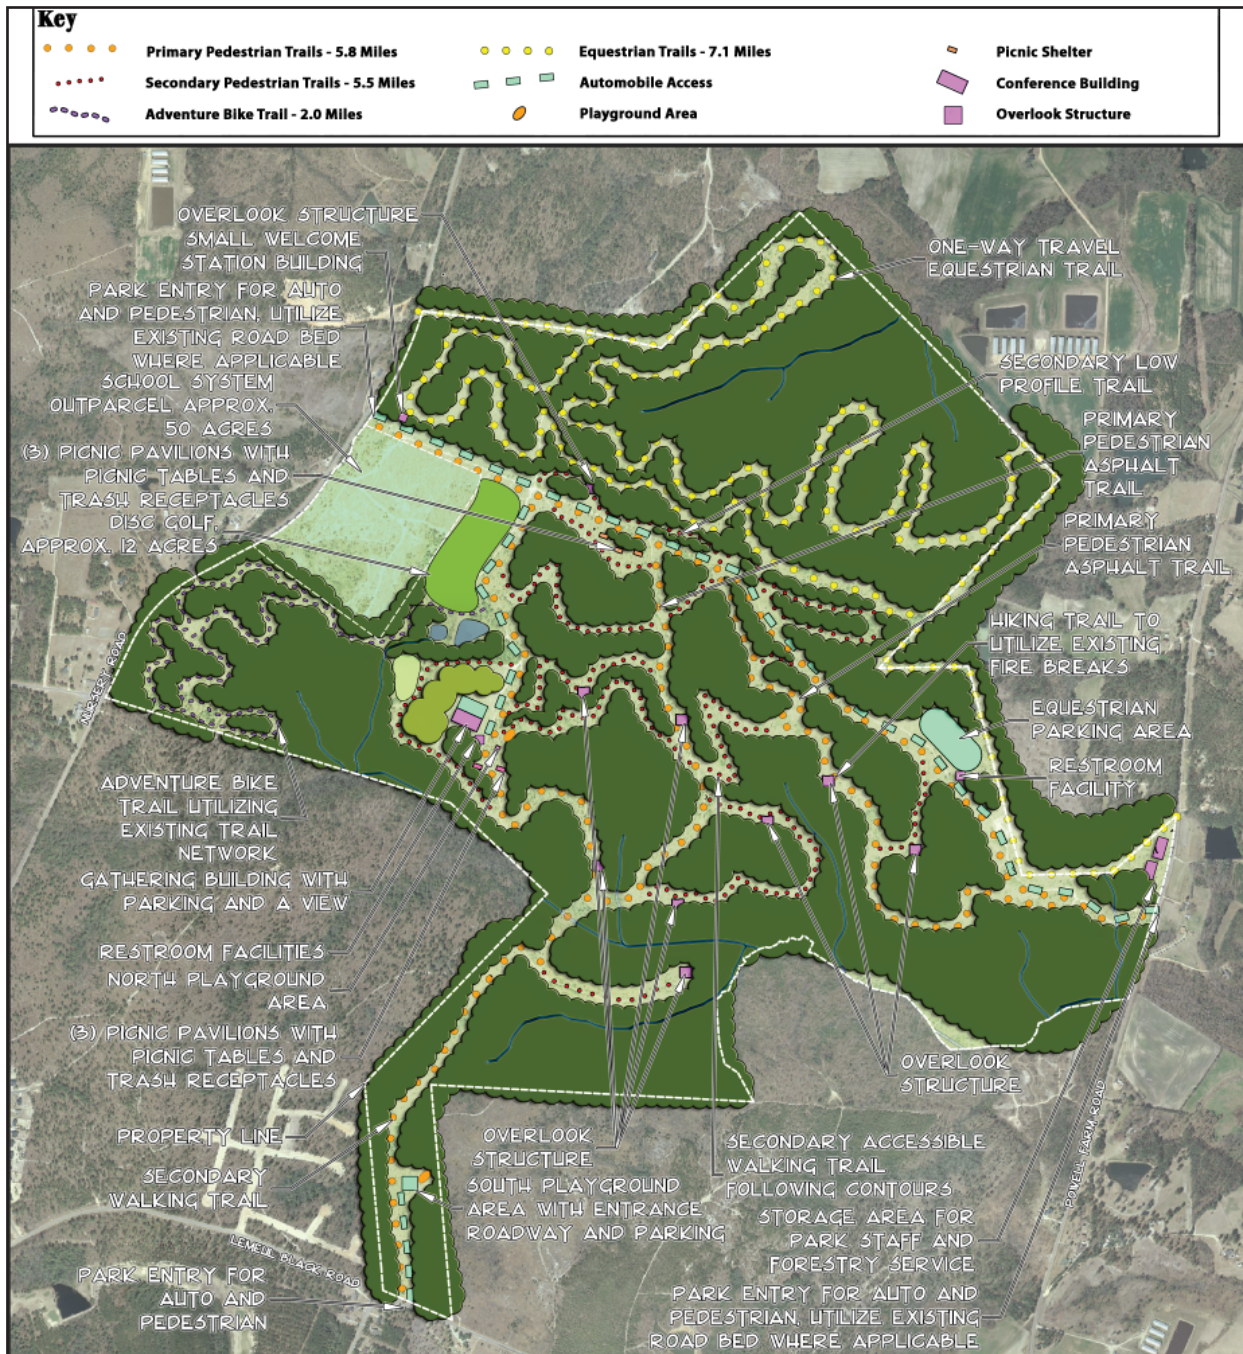 Key
Primary Pedestrian Trails - 5.8 Miles
Secondary Pedestrian Trails - 5.5 Miles
Adventure Bike Trail - 2.0 Miles
Equestrian Trails - 7.1 Miles
Automobile Access
Playground Area
Picnic Shelter
Conference Building
Overlook Structure
OVERLOOK STRUCTURE
SMALL WELCOME
STATION BUILDING
PARK ENTRY FOR AUTO
AND PEDESTRIAN, UTILIZE
EXISTING ROAD BED
WHERE APPLICABLE
SCHOOL SYSTEM
OUTPARCEL APPROX.
50 ACRES
(3) PICNIC PAVILIONS WITH
PICNIC TABLES AND
TRASH RECEPTACLES
DISC GOLF,
APPROX. 12 ACRES
NURSERY ROAD
ADVENTURE BIKE
TRAIL UTILIZING
EXISTING TRAIL
NETWORK
GATHERING BUILDING WITH
PARKING AND A VIEW
RESTROOM FACILITIES
NORTH PLAYGROUND
AREA
(3) PICNIC PAVILIONS WITH
PICNIC TABLES AND
TRASH RECEPTACLES
PROPERTY LINE
SECONDARY
WALKING TRAIL
LEMEUL BLACK ROAD
PARK ENTRY FOR
AUTO AND
PEDESTRIAN
ONE-WAY TRAVEL
EQUESTRIAN TRAIL
SECONDARY LOW
PROFILE TRAIL
PRIMARY
PEDESTRIAN
ASPHALT
TRAIL
PRIMARY
PEDESTRIAN
ASPHALT TRAIL
HIKING TRAIL TO
UTILIZE EXISTING
FIRE BREAKS
EQUESTRIAN
PARKING AREA
RESTROOM
FACILITY
OVERLOOK
STRUCTURE
OVERLOOK
STRUCTURE
SOUTH PLAYGROUND
AREA WITH ENTRANCE
ROADWAY AND PARKING
SECONDARY ACCESSIBLE
WALKING TRAIL
FOLLOWING CONTOURS
STORAGE AREA FOR
PARK STAFF AND
FORESTRY SERVICE
PARK ENTRY FOR AUTO AND
PEDESTRIAN, UTILIZE EXISTING
ROAD BED WHERE APPLICABLE
POWELL FARM ROAD